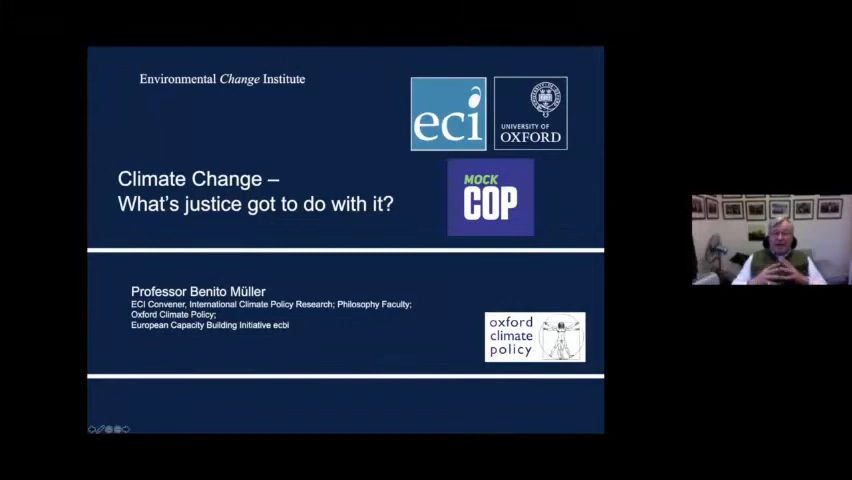 Environmental Change Institute
eci
UNIVERSITY OF
OXFORD
Climate Change –
What's justice got to do with it?
MOCK
COP
Professor Benito Müller
ECI Convener, International Climate Policy Research; Philosophy Faculty;
Oxford Climate Policy;
European Capacity Building Initiative ecbi
oxford
climate
policy